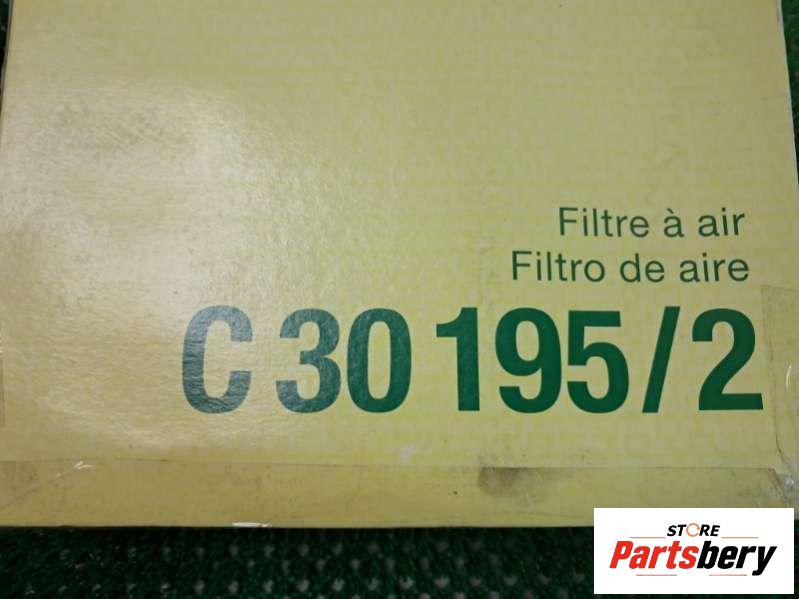 Filtre à air
Filtro de aire
C 30 195/2
STORE
Partsbery